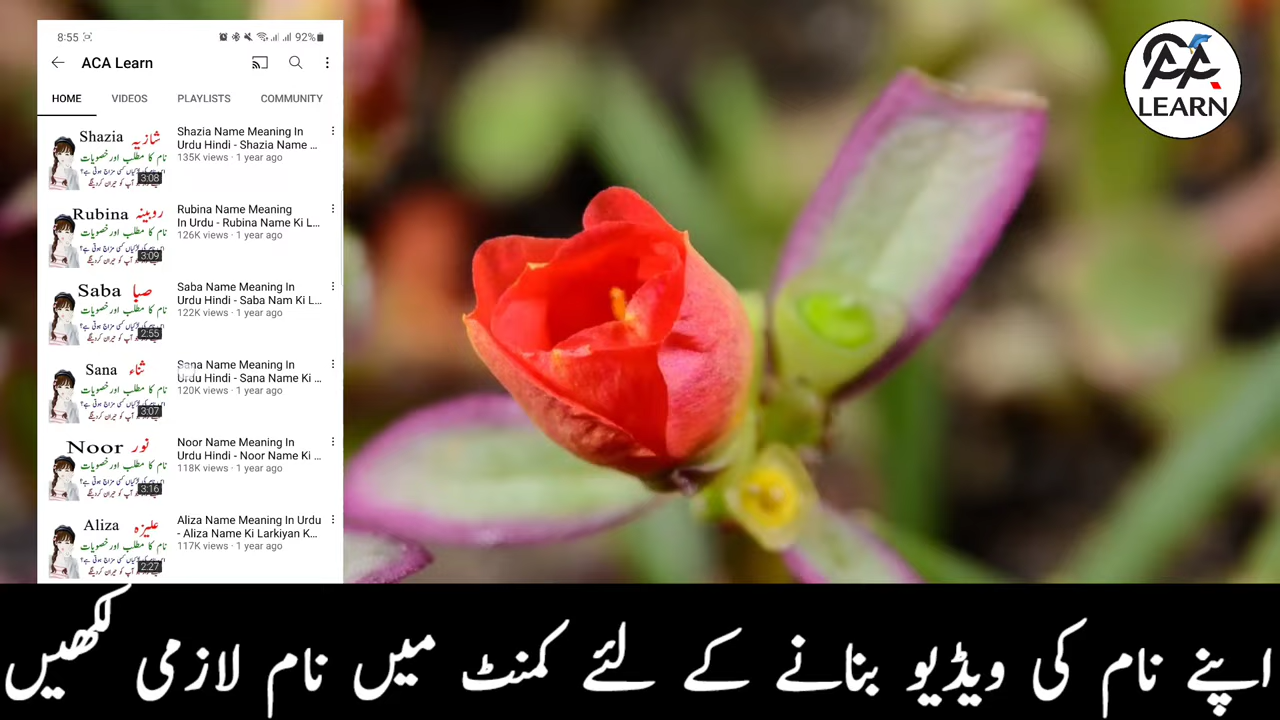 8:55 92%
ACA Learn
HOME VIDEOS PLAYLISTS COMMUNITY
Shazia شازیہ
نام کا مطلب اور خصوصیات
3:08
Shazia Name Meaning In
Urdu Hindi - Shazia Name ...
135K views · 1 year ago
Rubina روبینہ
نام کا مطلب اور خصوصیات
3:09
Rubina Name Meaning
In Urdu - Rubina Name Ki L...
126K views · 1 year ago
Saba صبا
نام کا مطلب اور خصوصیات
2:55
Saba Name Meaning In
Urdu Hindi - Saba Nam Ki L...
122K views · 1 year ago
Sana ثناء
نام کا مطلب اور خصوصیات
3:07
Sana Name Meaning In
Urdu Hindi - Sana Name Ki ...
120K views · 1 year ago
Noor نور
نام کا مطلب اور خصوصیات
3:16
Noor Name Meaning In
Urdu Hindi - Noor Name Ki ...
118K views · 1 year ago
Aliza علیزہ
نام کا مطلب اور خصوصیات
2:27
Aliza Name Meaning In Urdu
- Aliza Name Ki Larkiyan K...
117K views · 1 year ago
ACA
LEARN
اپنے نام کی ویڈیو بنانے کے لئے کمنٹ میں نام لازمی لکھیں